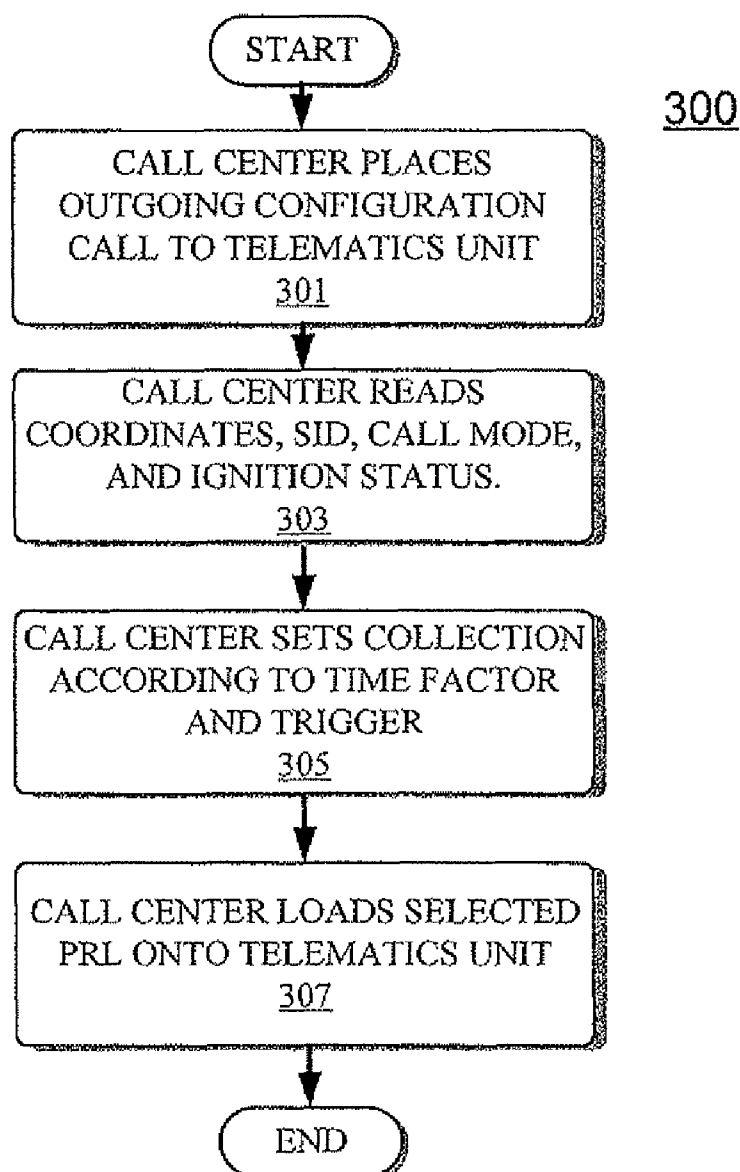 START
300
CALL CENTER PLACES
OUTGOING CONFIGURATION
CALL TO TELEMATICS UNIT
301
CALL CENTER READS
COORDINATES, SID, CALL MODE,
AND IGNITION STATUS.
303
CALL CENTER SETS COLLECTION
ACCORDING TO TIME FACTOR
AND TRIGGER
305
CALL CENTER LOADS SELECTED
PRL ONTO TELEMATICS UNIT
307
END